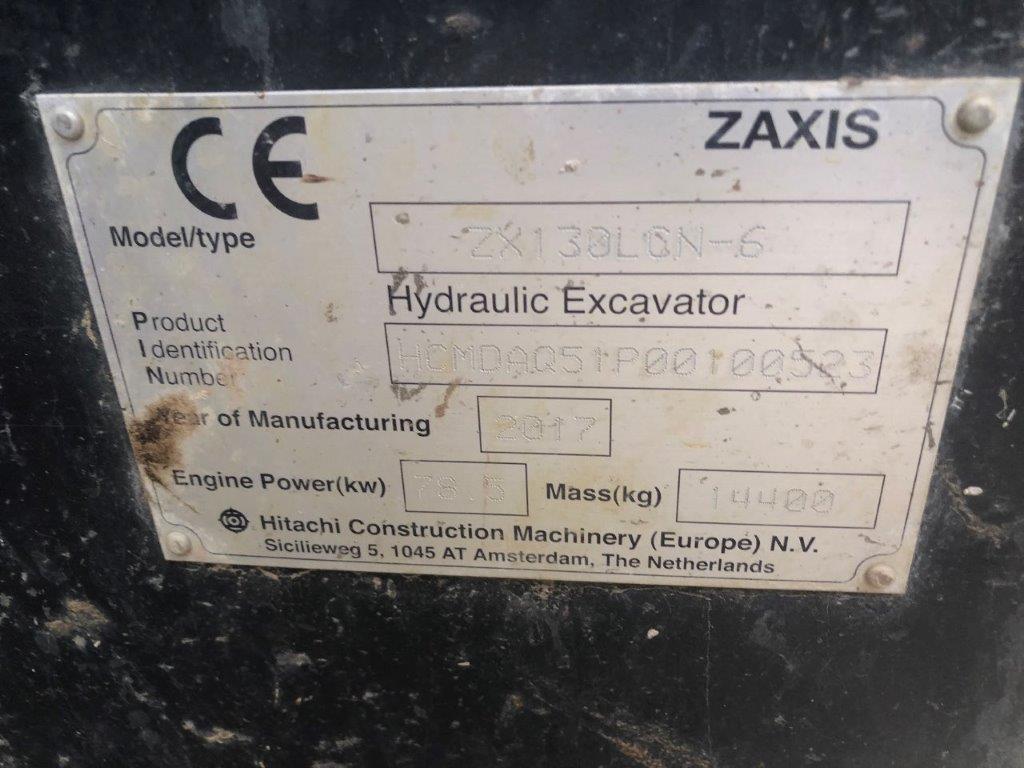 CE
ZAXIS
Model/type ZX130LCN-6
Hydraulic Excavator
Product
Identification
Number HCMDAQ51P00100523
Year of Manufacturing 2017
Engine Power(kw) 78.5 Mass(kg) 14400
Hitachi Construction Machinery (Europe) N.V.
Sicilieweg 5, 1045 AT Amsterdam, The Netherlands